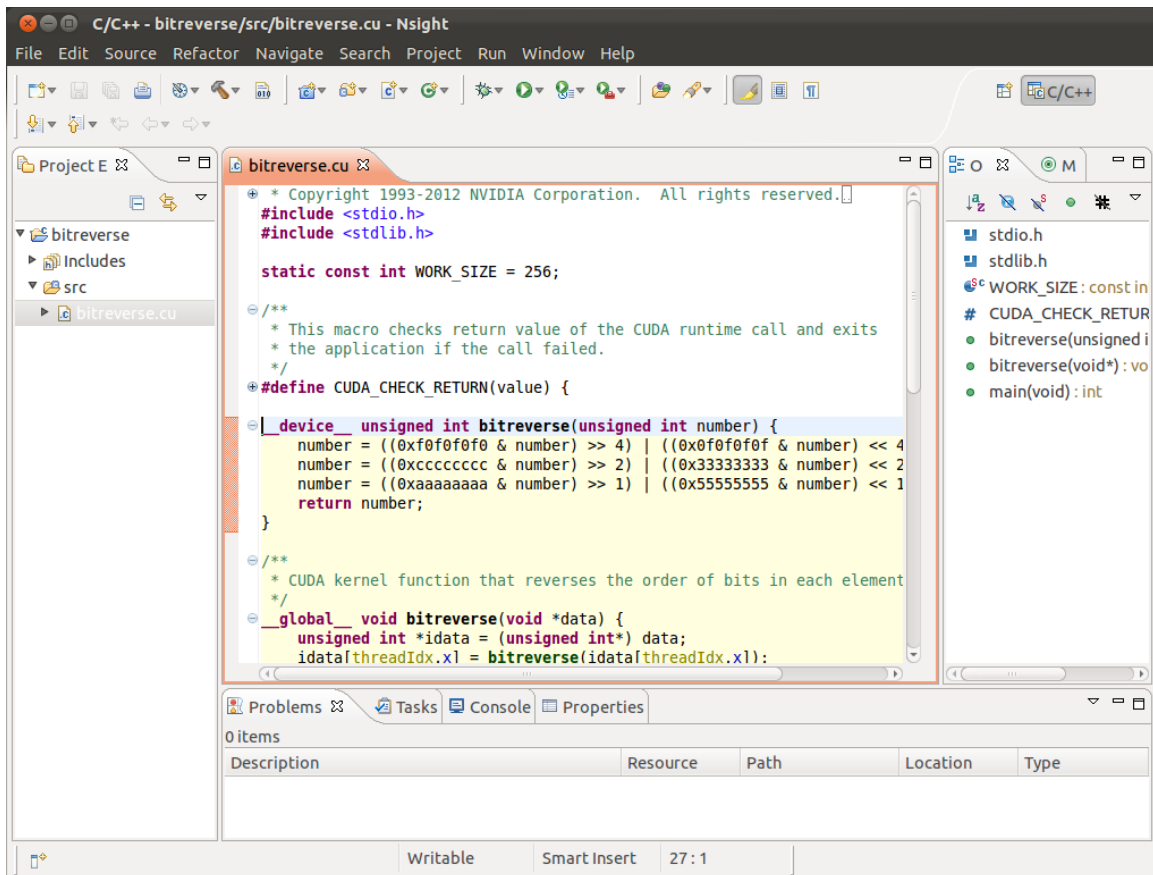 C/C++ - bitreverse/src/bitreverse.cu - Nsight
File Edit Source Refactor Navigate Search Project Run Window Help
C/C++
Project E
bitreverse
Includes
src
bitreverse.cu
bitreverse.cu
* Copyright 1993-2012 NVIDIA Corporation.  All rights reserved.
#include <stdio.h>
#include <stdlib.h>
static const int WORK_SIZE = 256;
/**
* This macro checks return value of the CUDA runtime call and exits
* the application if the call failed.
*/
#define CUDA_CHECK_RETURN(value) {
__device__ unsigned int bitreverse(unsigned int number) {
number = ((0xf0f0f0f0 & number) >> 4) | ((0x0f0f0f0f & number) << 4
number = ((0xcccccccc & number) >> 2) | ((0x33333333 & number) << 2
number = ((0xaaaaaaaa & number) >> 1) | ((0x55555555 & number) << 1
return number;
}
/**
* CUDA kernel function that reverses the order of bits in each element
*/
__global__ void bitreverse(void *data) {
unsigned int *idata = (unsigned int*) data;
idata[threadIdx.x] = bitreverse(idata[threadIdx.x]);
O
M
stdio.h
stdlib.h
WORK_SIZE : const in
# CUDA_CHECK_RETUR
bitreverse(unsigned i
bitreverse(void*) : vo
main(void) : int
Problems Tasks Console Properties
0 items
Description Resource Path Location Type
Writable Smart Insert 27 : 1